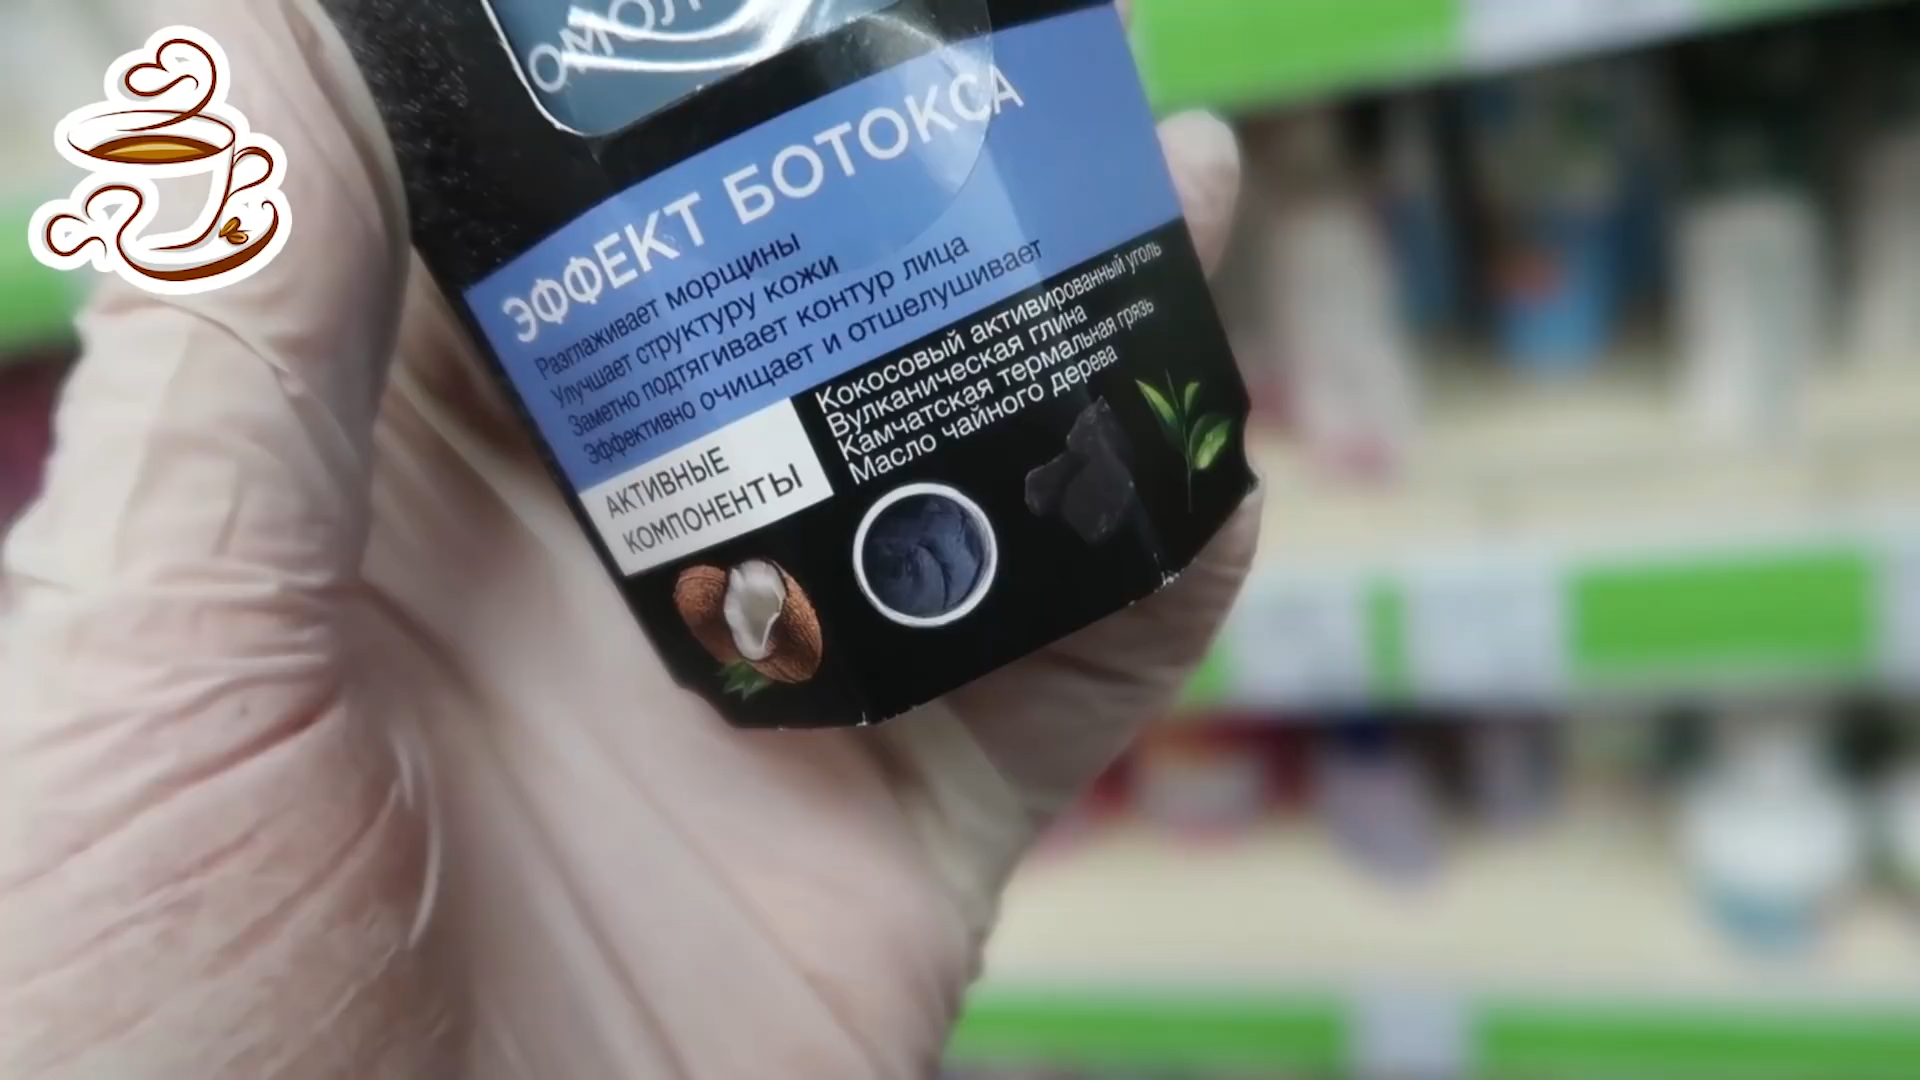 ЭФФЕКТ БОТОКСА
Разглаживает морщины
Улучшает структуру кожи
Заметно подтягивает контур лица
Эффективно очищает и отшелушивает
АКТИВНЫЕ
КОМПОНЕНТЫ
Кокосовый активированный уголь
Вулканическая глина
Камчатская термальная грязь
Масло чайного дерева